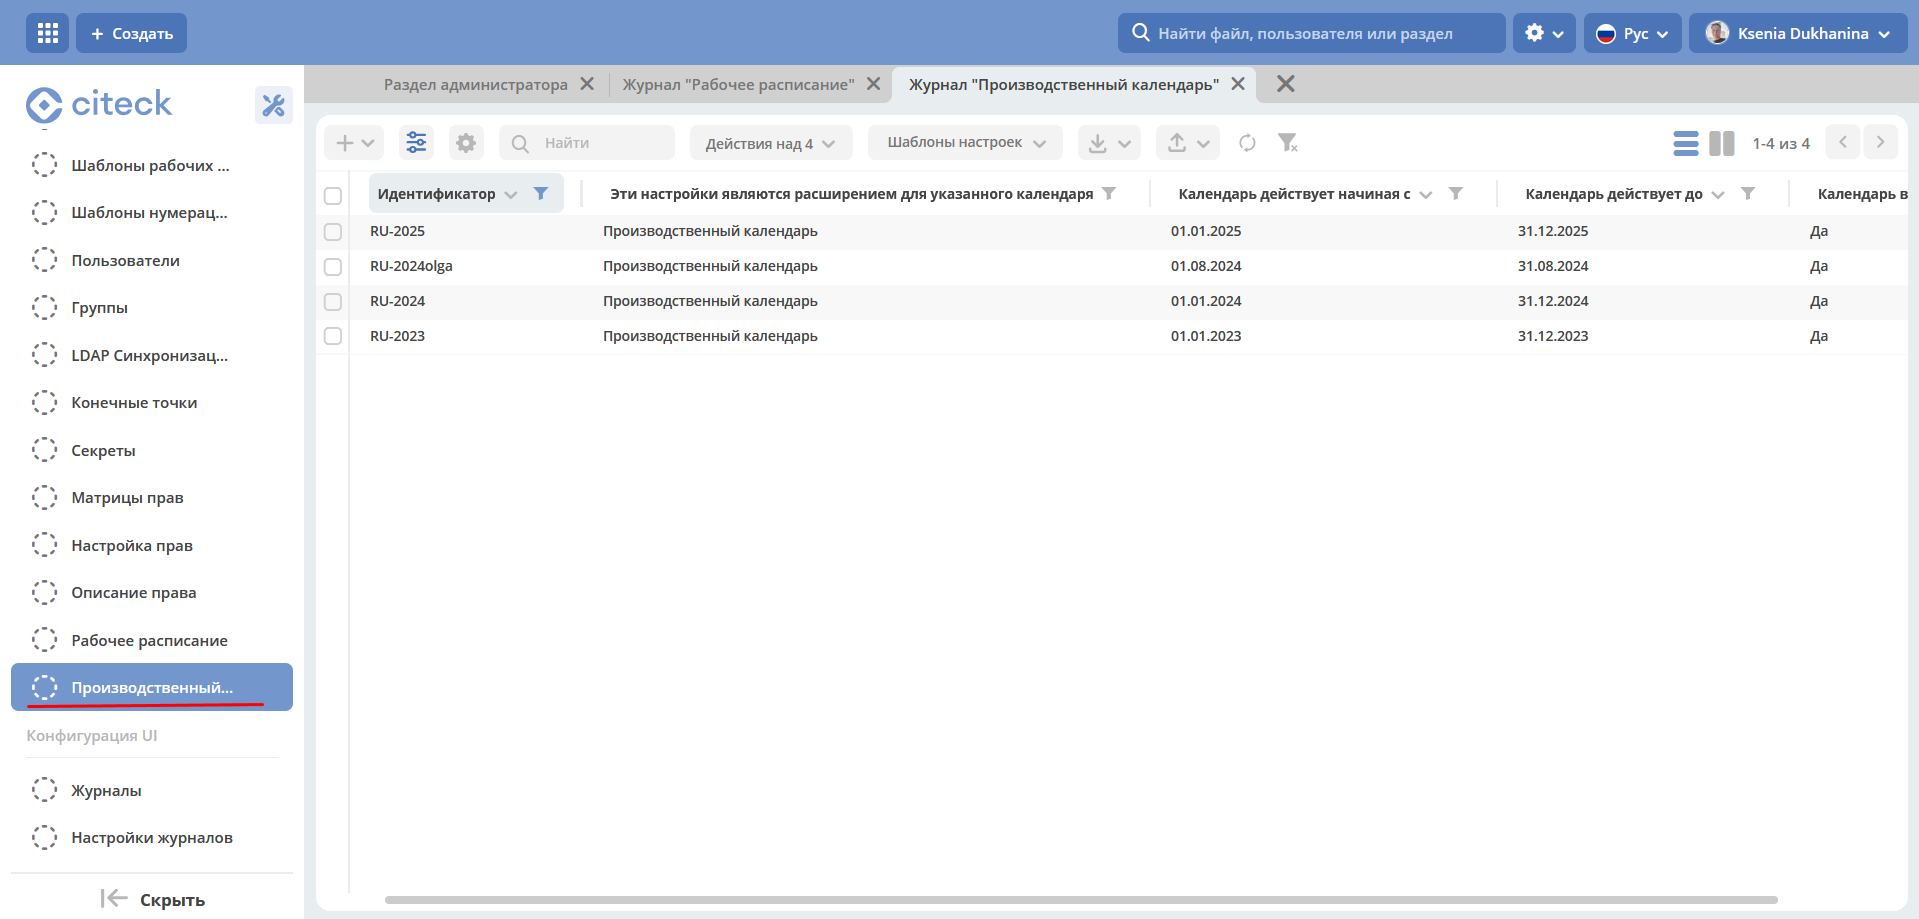 + Создать
Найти файл, пользователя или раздел
Рус
Ksenia Dukhanina
citeck
Шаблоны рабочих ...
Шаблоны нумерац...
Пользователи
Группы
LDAP Синхронизац...
Конечные точки
Секреты
Матрицы прав
Настройка прав
Описание права
Рабочее расписание
Производственный...
Конфигурация UI
Журналы
Настройки журналов
Скрыть
Раздел администратора
Журнал "Рабочее расписание"
Журнал "Производственный календарь"
Найти
Действия над 4
Шаблоны настроек
1-4 из 4
Идентификатор Эти настройки являются расширением для указанного календаря Календарь действует начиная с Календарь действует до Календарь в
RU-2025 Производственный календарь 01.01.2025 31.12.2025 Да
RU-2024olga Производственный календарь 01.08.2024 31.08.2024 Да
RU-2024 Производственный календарь 01.01.2024 31.12.2024 Да
RU-2023 Производственный календарь 01.01.2023 31.12.2023 Да